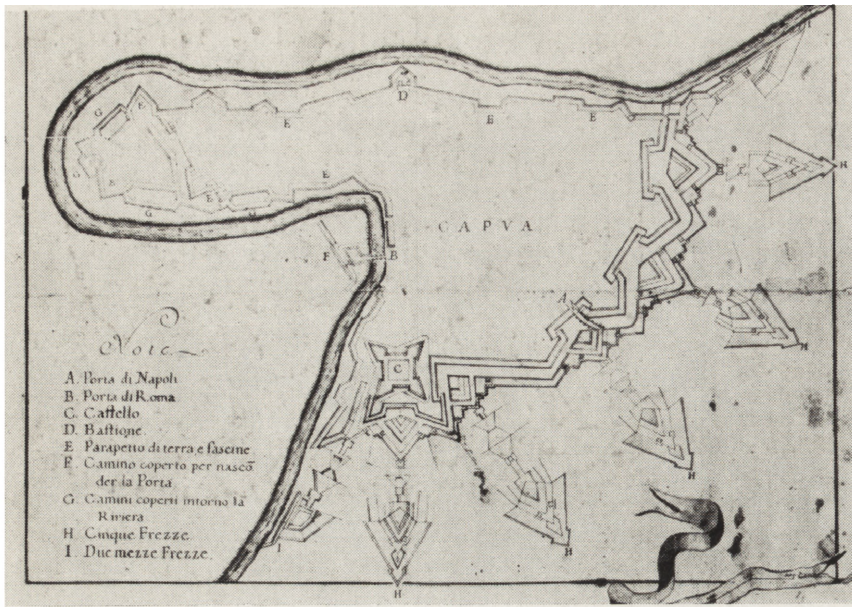 CAPVA
Note
A. Porta di Napoli
B. Porta di Roma
C. Castello
D. Bastione
E Parapetto di terra e fascine
E. Camino coperto per nascō
der la Porta
G. Camini coperti intorno la
Riviera
H Cinque Frezze.
I. Due mezze Frezze.
G
E
D
E
E
E
E
G
F
B
A
C
H
H
H
H
H
I